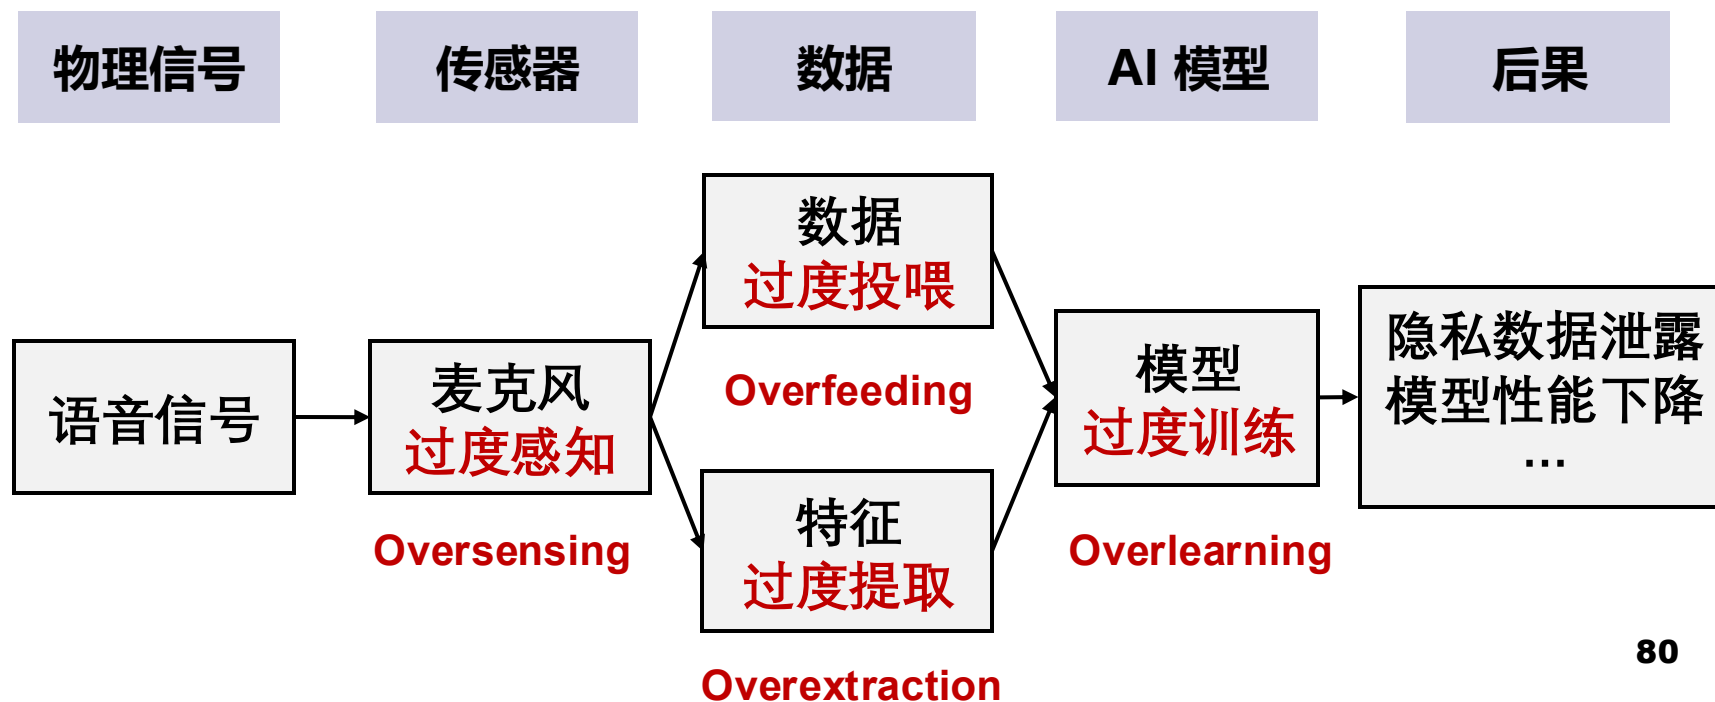 物理信号
传感器
数据
AI 模型
后果
语音信号
麦克风
过度感知
Oversensing
数据
过度投喂
Overfeeding
特征
过度提取
Overextraction
模型
过度训练
Overlearning
隐私数据泄露
模型性能下降
...
80